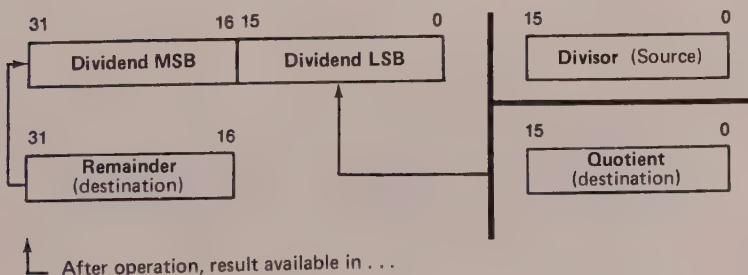 31 16 15 0 15 0
Dividend MSB Dividend LSB Divisor (Source)
31 16 15 0
Remainder Quotient
(destination) (destination)
After operation, result available in . . .